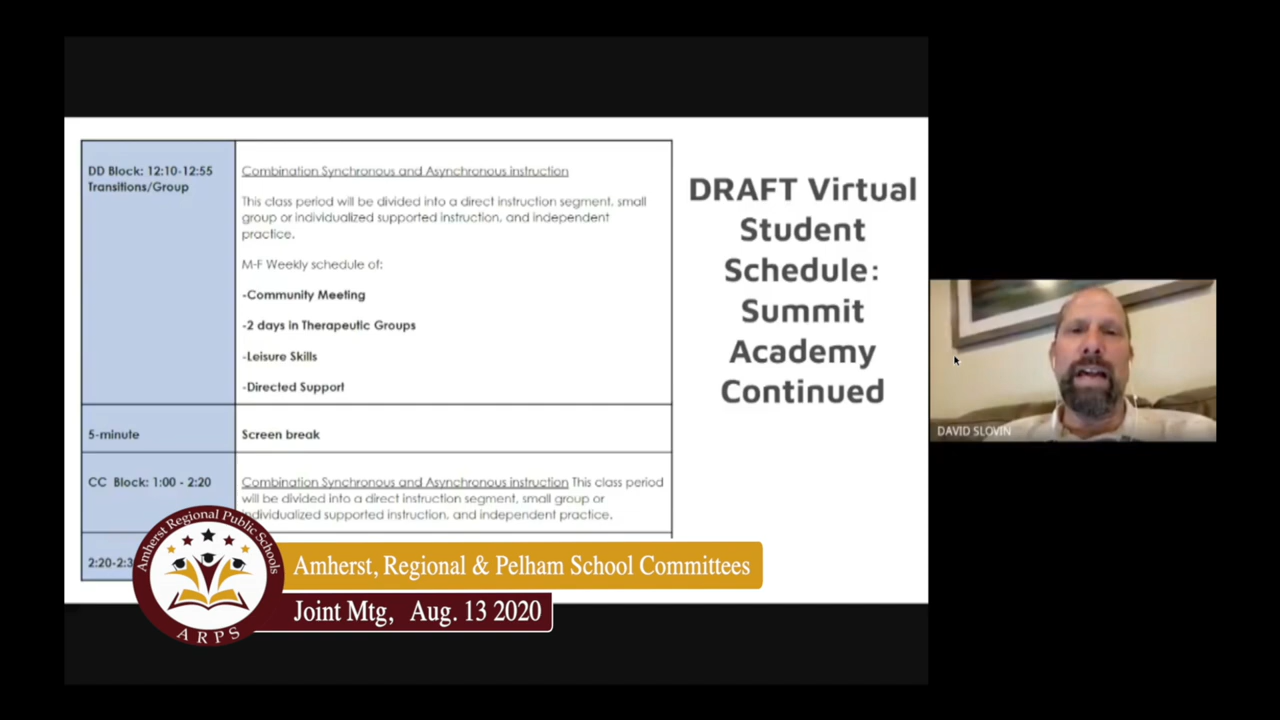 DD Block: 12:10-12:55
Transitions/Group
Combination Synchronous and Asynchronous instruction
This class period will be divided into a direct instruction segment, small
group or individualized supported instruction, and independent
practice.
M-F Weekly schedule of:
-Community Meeting
-2 days in Therapeutic Groups
-Leisure Skills
-Directed Support
5-minute
Screen break
CC Block: 1:00 - 2:20
Combination Synchronous and Asynchronous instruction This class period
will be divided into a direct instruction segment, small group or
individualized supported instruction, and independent practice.
DRAFT Virtual
Student
Schedule:
Summit
Academy
Continued
DAVID SLOVIN
Amherst Regional Public Schools
ARPS
Amherst, Regional & Pelham School Committees
Joint Mtg, Aug. 13 2020